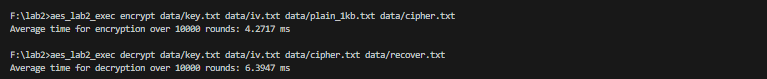 F:\lab2>aes_lab2_exec encrypt data/key.txt data/iv.txt data/plain_1kb.txt data/cipher.txt
Average time for encryption over 10000 rounds: 4.2717 ms
F:\lab2>aes_lab2_exec decrypt data/key.txt data/iv.txt data/cipher.txt data/recover.txt
Average time for decryption over 10000 rounds: 6.3947 ms